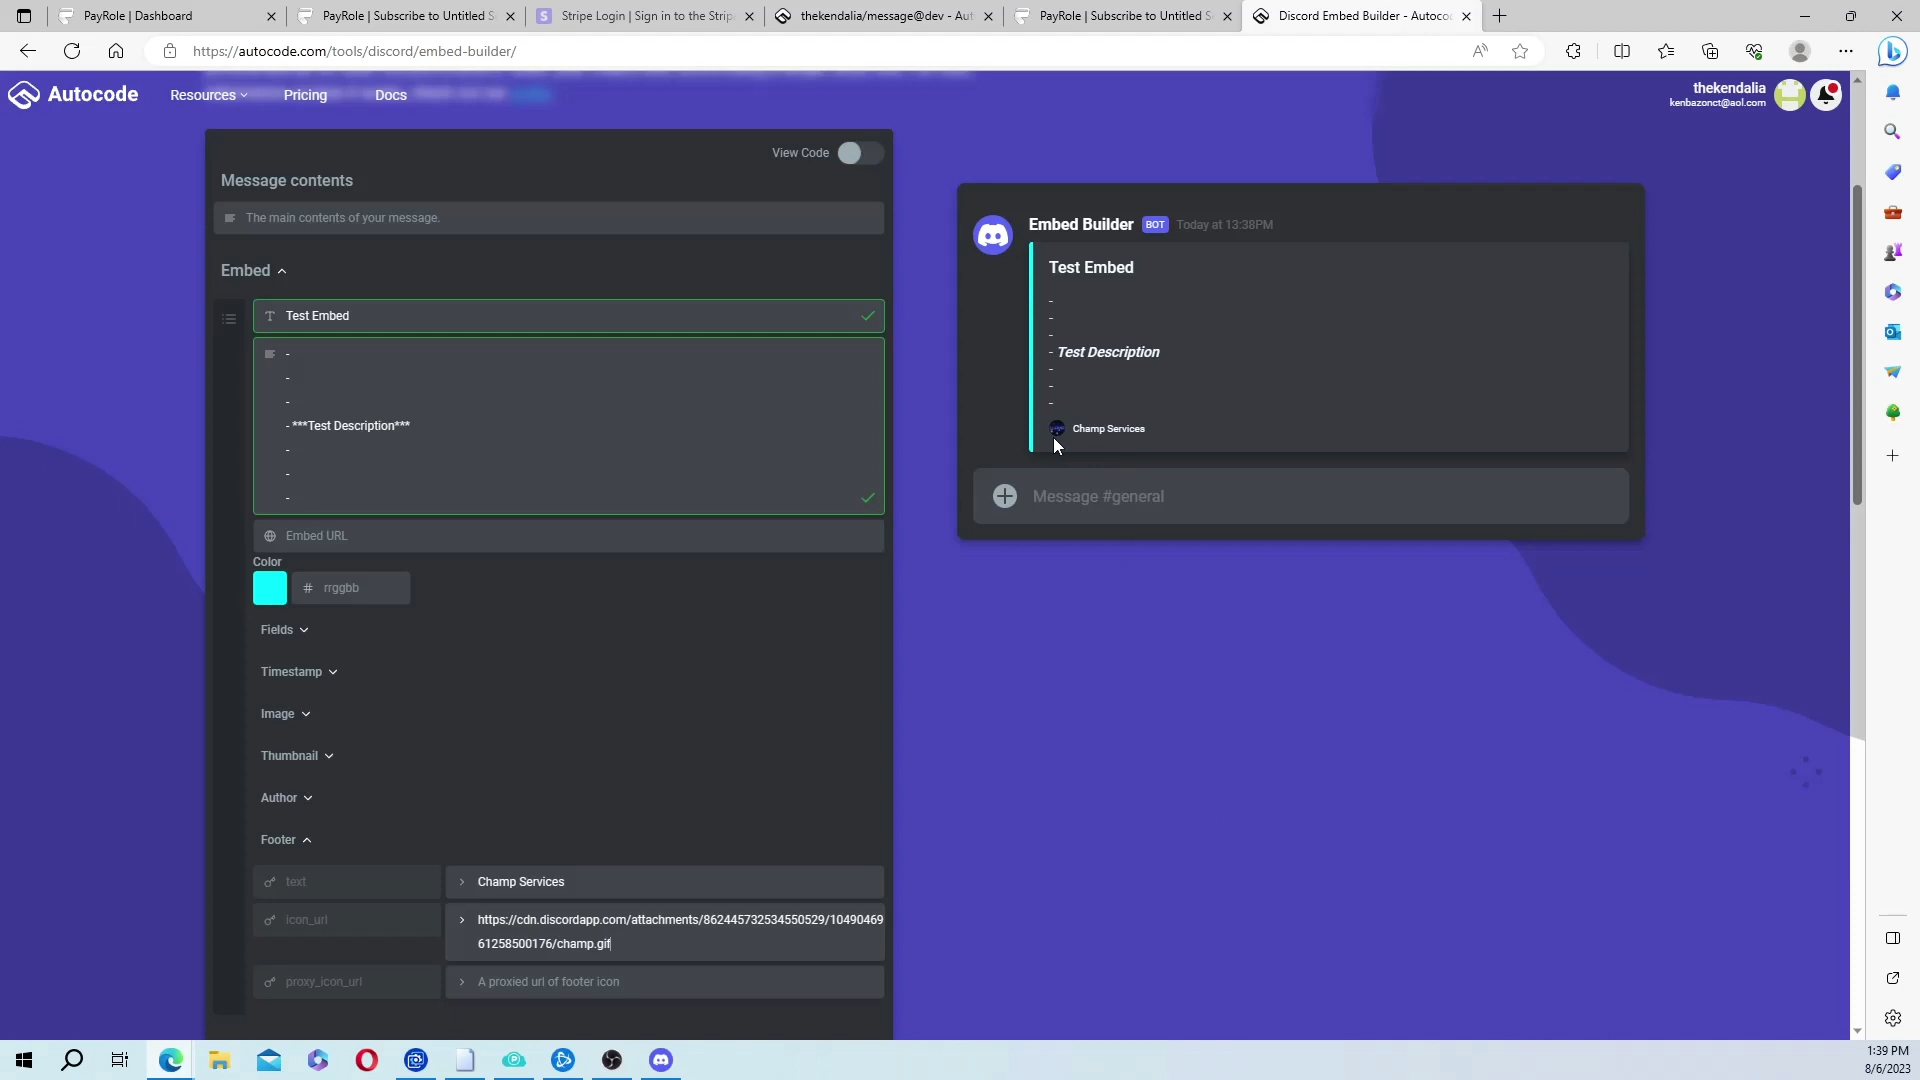 PayRole | Dashboard
PayRole | Subscribe to Untitled S
Stripe Login | Sign in to the Stripe
thekendalia/message@dev - Aut
PayRole | Subscribe to Untitled S
Discord Embed Builder - Autoco
https://autocode.com/tools/discord/embed-builder/
Autocode
Resources
Pricing
Docs
thekendalia
kenbazonct@aol.com
View Code
Message contents
The main contents of your message.
Embed
Test Embed
-
-
-
- ***Test Description***
-
-
-
Embed URL
Color
# rrggbb
Fields
Timestamp
Image
Thumbnail
Author
Footer
text
Champ Services
icon_url
https://cdn.discordapp.com/attachments/862445732534550529/10490469
61258500176/champ.gif
proxy_icon_url
A proxied url of footer icon
Embed Builder BOT Today at 13:38PM
Test Embed
-
-
-
- Test Description
-
-
-
Champ Services
Message #general
1:39 PM
8/6/2023